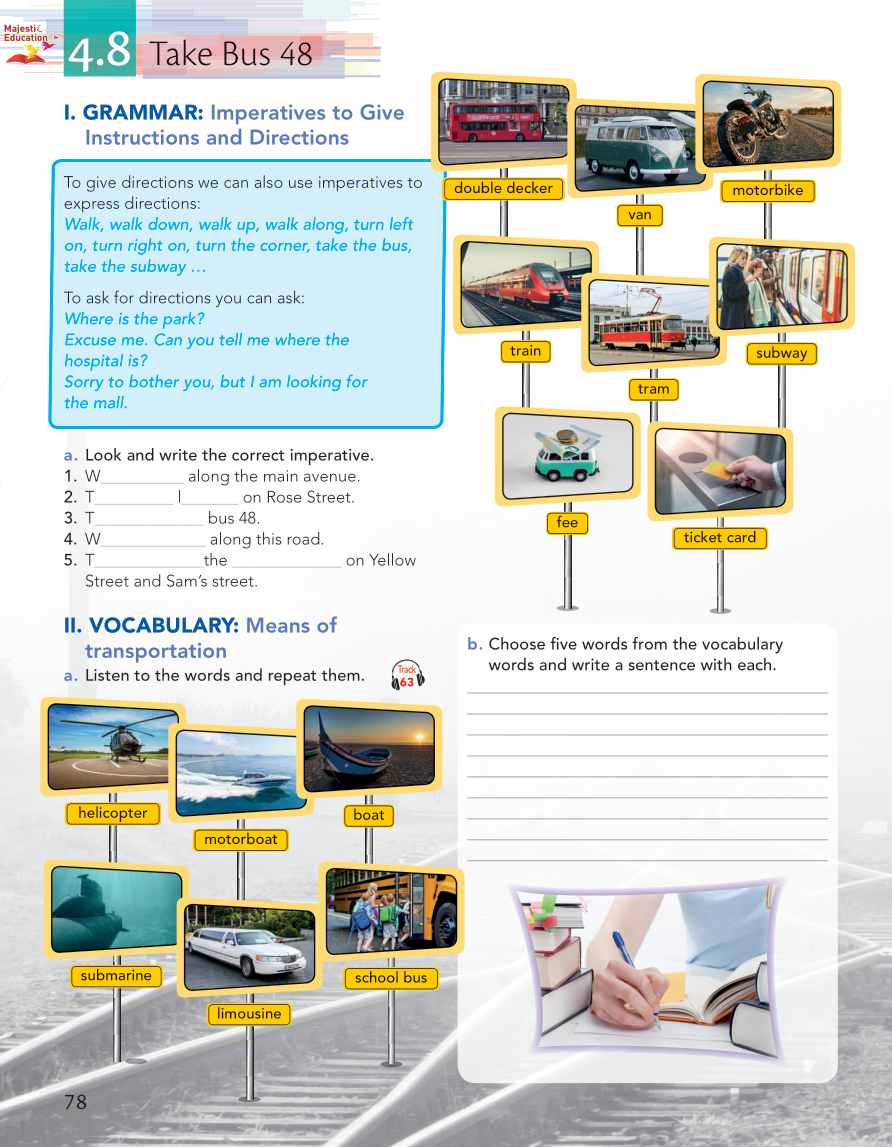 Majestic
Education
4.8 Take Bus 48
I. GRAMMAR: Imperatives to Give
Instructions and Directions
To give directions we can also use imperatives to
express directions:
Walk, walk down, walk up, walk along, turn left
on, turn right on, turn the corner, take the bus,
take the subway ...
To ask for directions you can ask:
Where is the park?
Excuse me. Can you tell me where the
hospital is?
Sorry to bother you, but I am looking for
the mall.
a. Look and write the correct imperative.
1. W__________ along the main avenue.
2. T__________ l_______ on Rose Street.
3. T______________ bus 48.
4. W_____________ along this road.
5. T______________the ______________ on Yellow
Street and Sam's street.
double decker
van
motorbike
train
tram
subway
fee
ticket card
II. VOCABULARY: Means of
transportation
a. Listen to the words and repeat them.
Track
63
helicopter
motorboat
boat
submarine
limousine
school bus
b. Choose five words from the vocabulary
words and write a sentence with each.
78